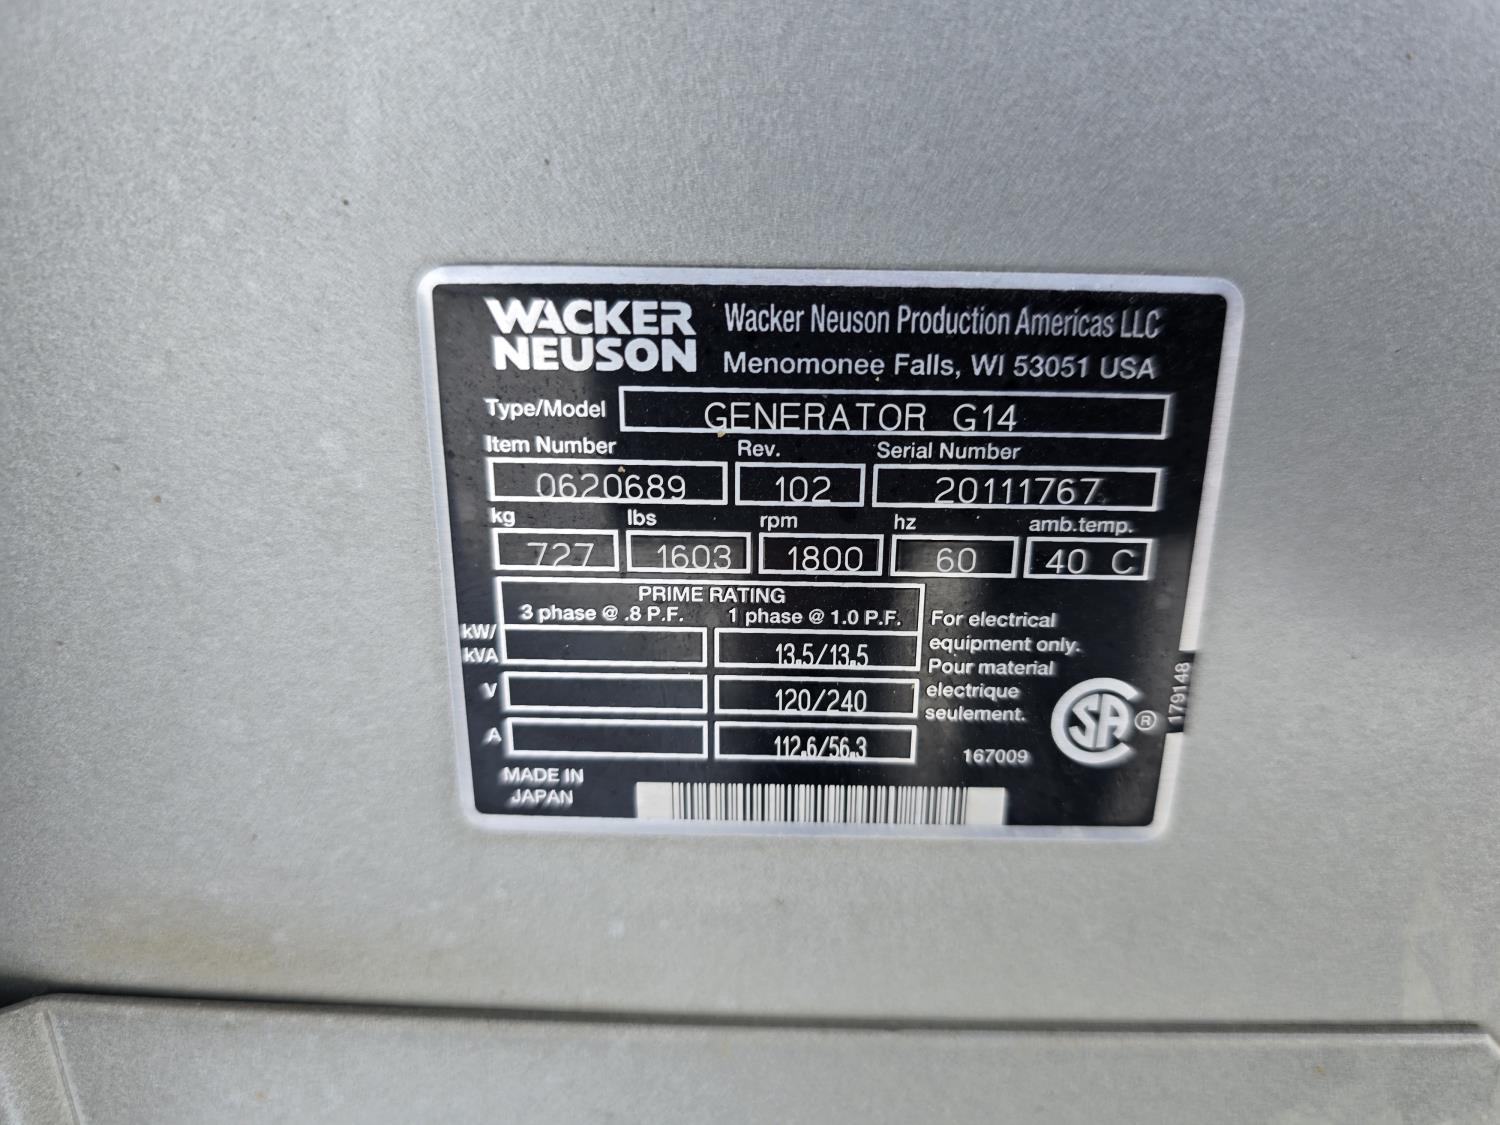 WACKER
NEUSON
Wacker Neuson Production Americas LLC
Menomonee Falls, WI 53051 USA
Type/Model GENERATOR G14
Item Number Rev. Serial Number
0620689 102 20111767
kg lbs rpm hz amb.temp.
727 1603 1800 60 40 C
PRIME RATING
3 phase @ .8 P.F. 1 phase @ 1.0 P.F.
kW/
kVA
13.5/13.5
V 120/240
A 112.6/56.3
For electrical
equipment only.
Pour material
electrique
seulement.
167009
SA ®
179148
MADE IN
JAPAN